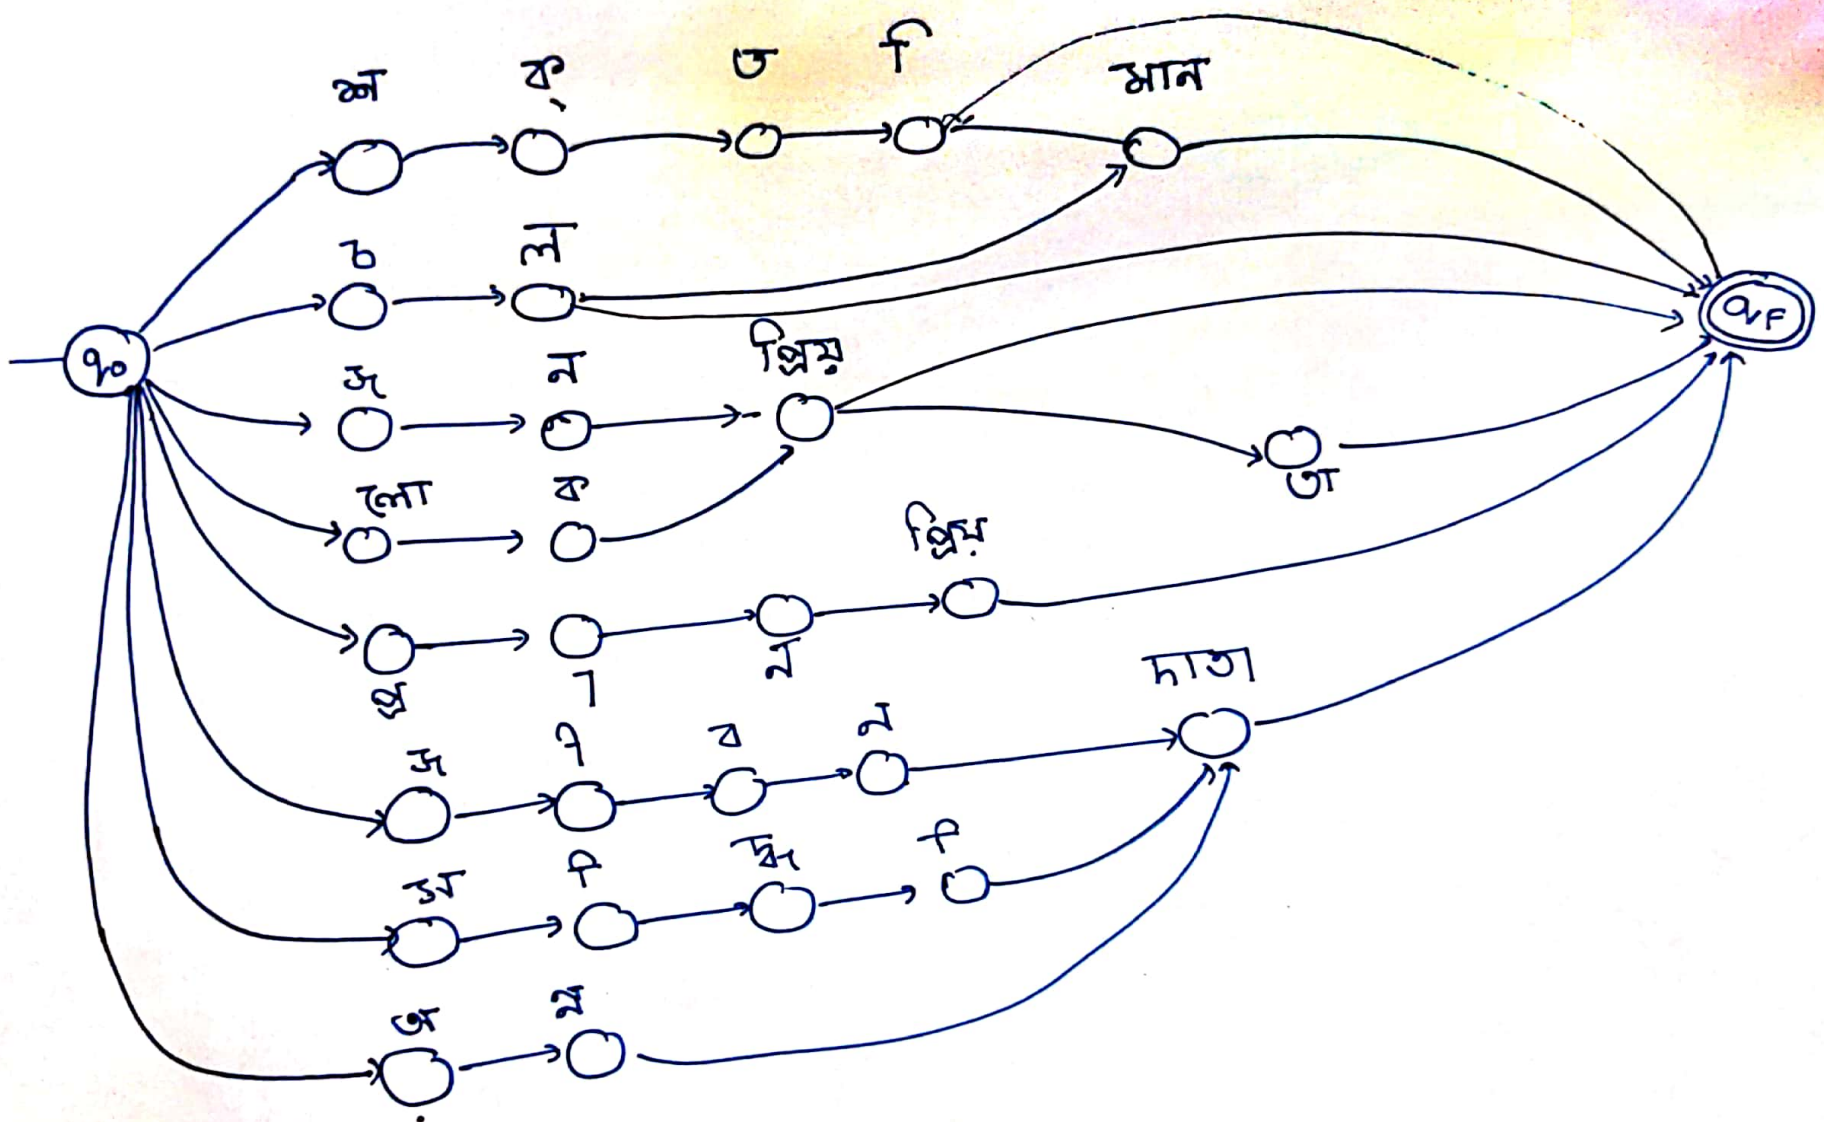 শ ক্ ত ি মান
চ ল
q0 qF
জ ন প্রিয়
তা
লো ক
প্রিয়
প্র া ন
দাতা
জ ী ব ন
স ি দ্ধ ি
অ ন্ন